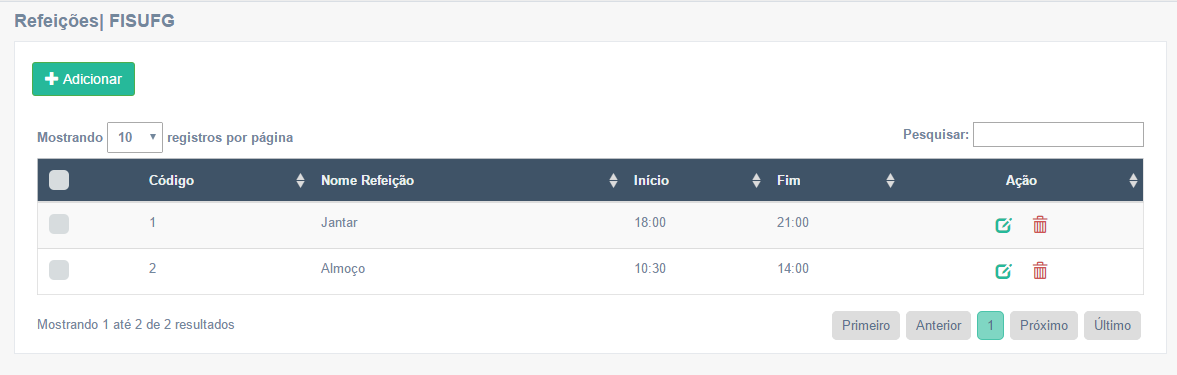 Refeições| FISUFG
Adicionar
Mostrando 10 registros por página
Pesquisar:
Código Nome Refeição Início Fim Ação
1 Jantar 18:00 21:00
2 Almoço 10:30 14:00
Mostrando 1 até 2 de 2 resultados
Primeiro Anterior 1 Próximo Último